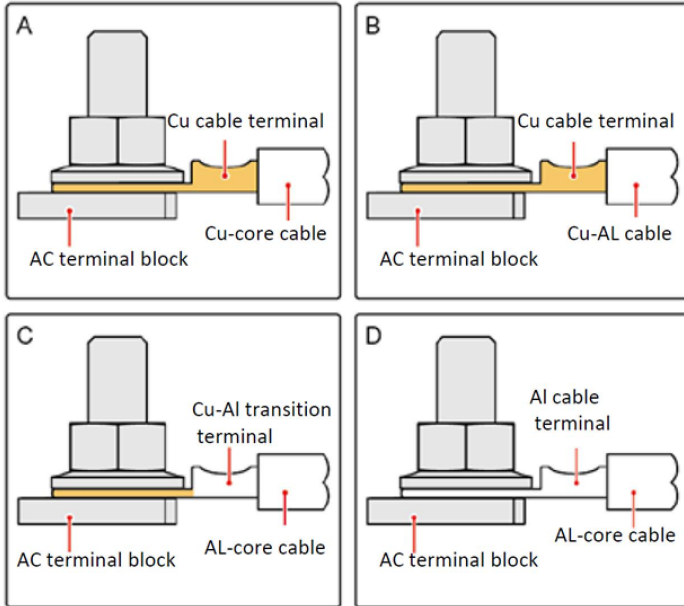 A
Cu cable terminal
Cu-core cable
AC terminal block
B
Cu cable terminal
Cu-AL cable
AC terminal block
C
Cu-Al transition
terminal
AL-core cable
AC terminal block
D
Al cable
terminal
AL-core cable
AC terminal block